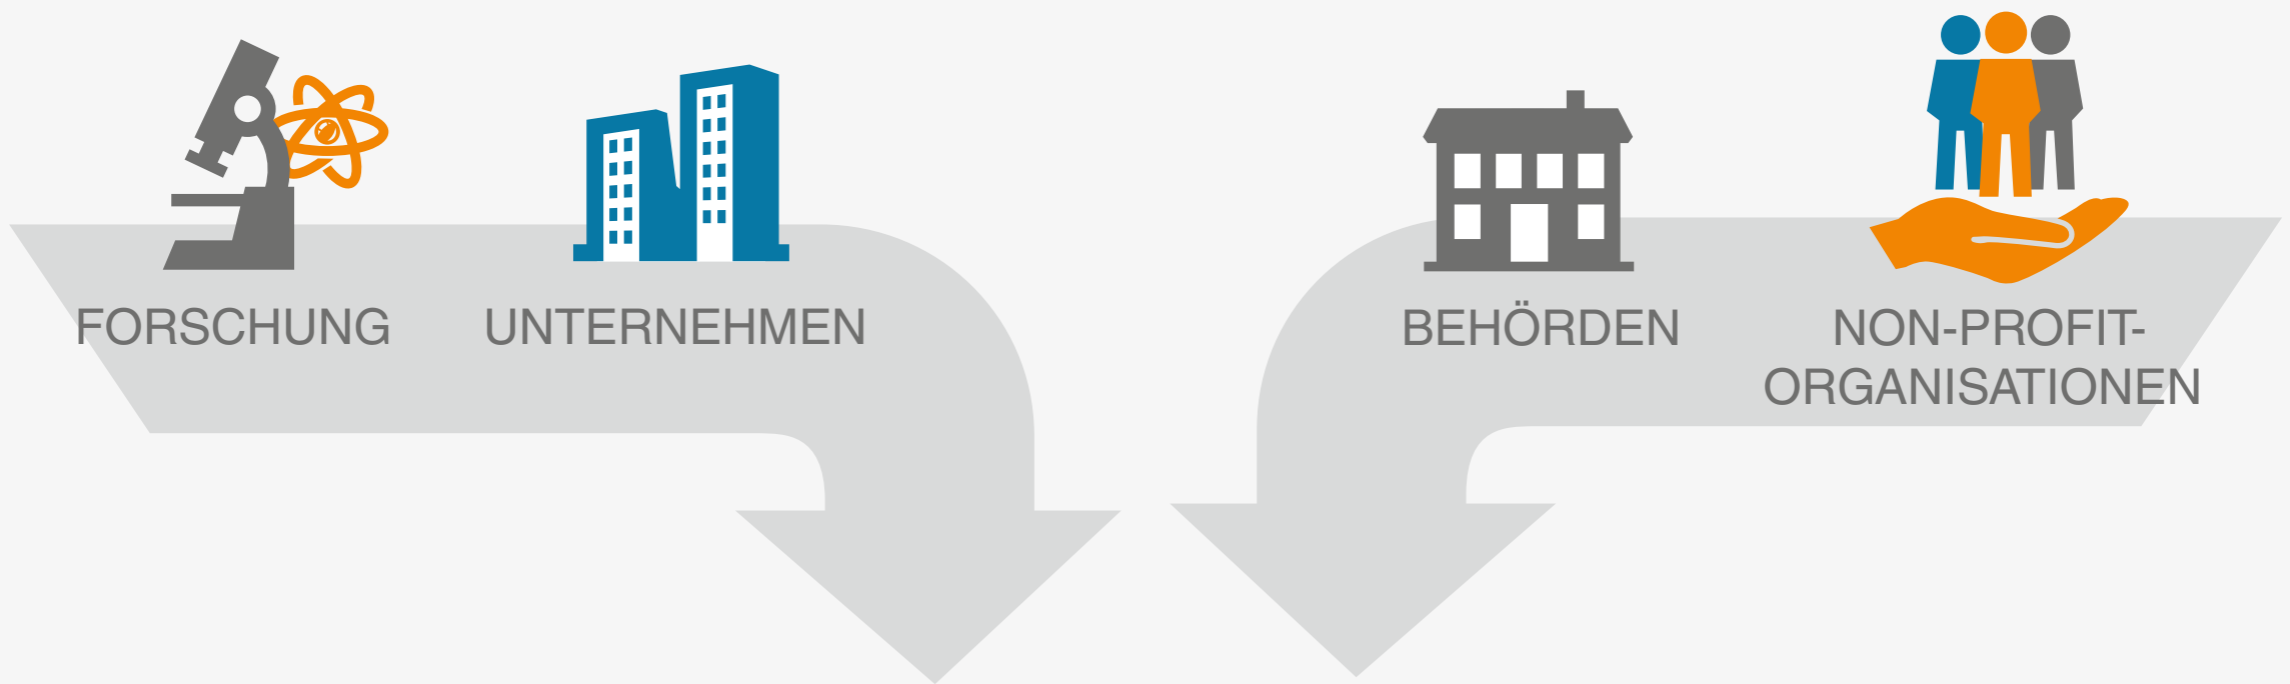 FORSCHUNG
UNTERNEHMEN
BEHÖRDEN
NON-PROFIT-
ORGANISATIONEN